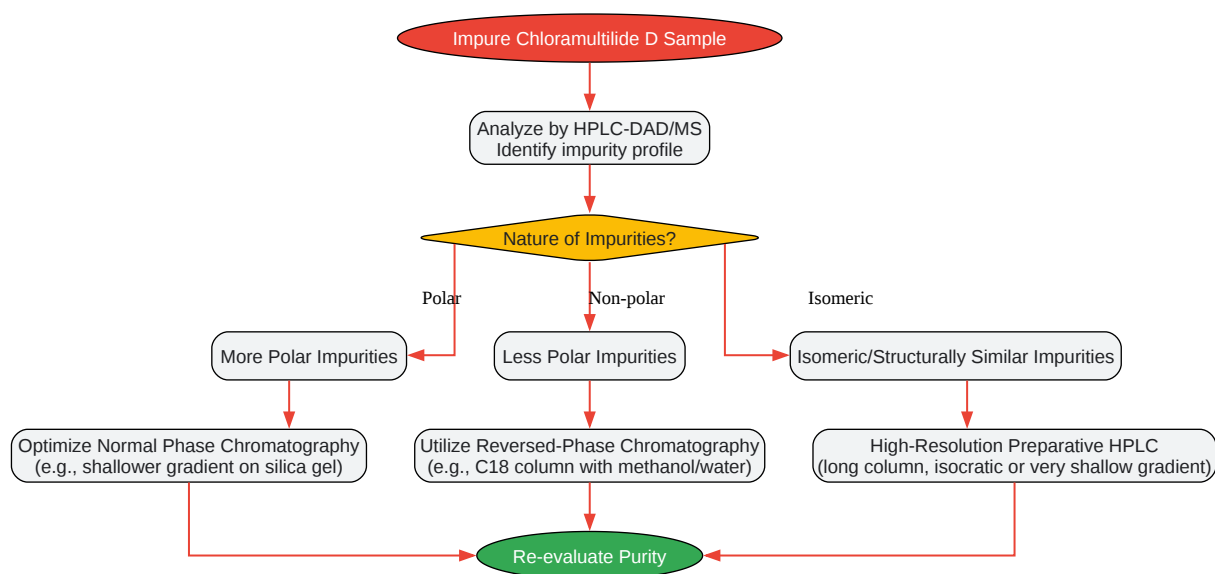 Impure Chloramultilide D Sample
Analyze by HPLC-DAD/MS
Identify impurity profile
Nature of Impurities?
Polar
Non-polar
Isomeric
More Polar Impurities
Less Polar Impurities
Isomeric/Structurally Similar Impurities
Optimize Normal Phase Chromatography
(e.g., shallower gradient on silica gel)
Utilize Reversed-Phase Chromatography
(e.g., C18 column with methanol/water)
High-Resolution Preparative HPLC
(long column, isocratic or very shallow gradient)
Re-evaluate Purity